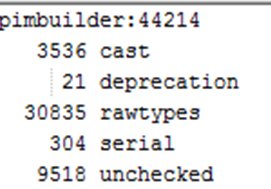 pimbuilder:44214
3536 cast
21 deprecation
30835 rawtypes
304 serial
9518 unchecked